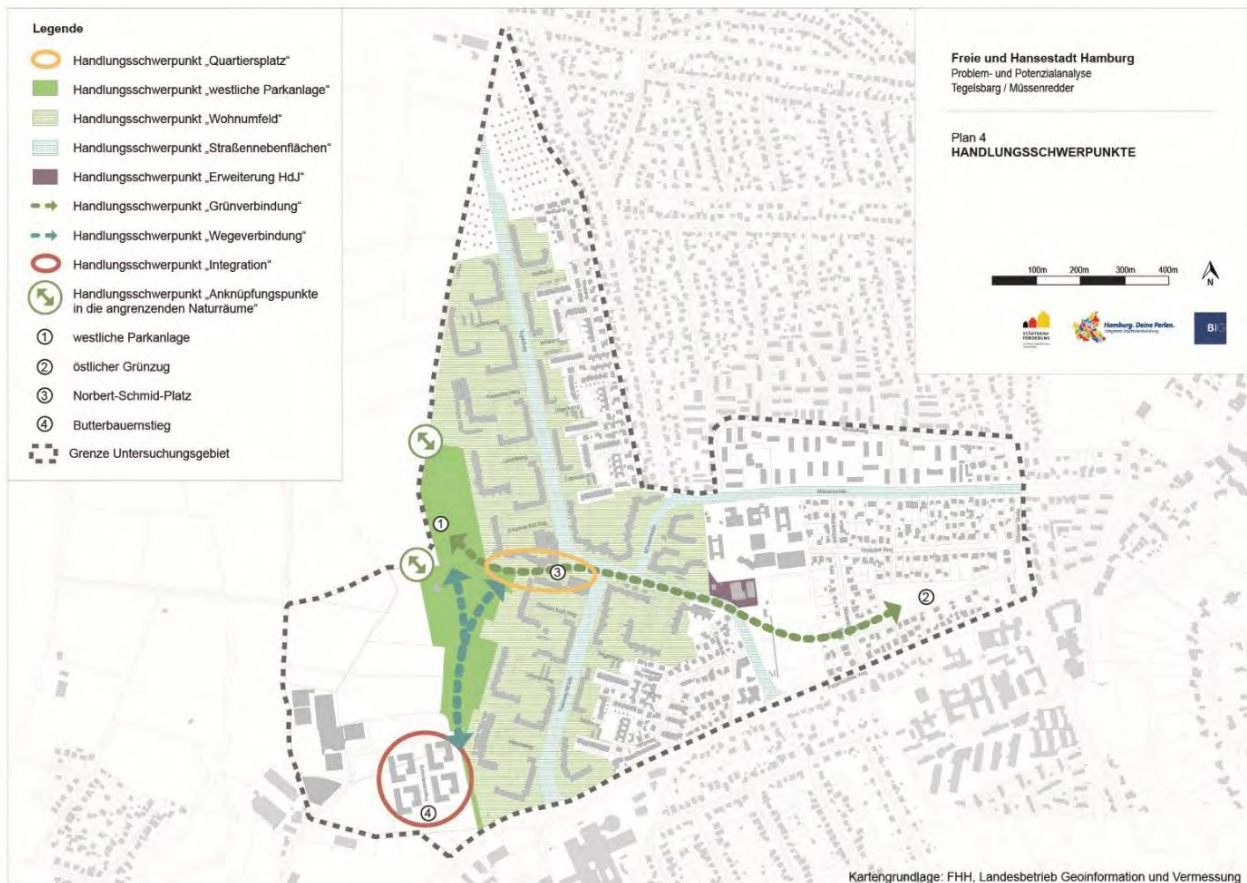 Legende
Handlungsschwerpunkt „Quartiersplatz“
Handlungsschwerpunkt „westliche Parkanlage“
Handlungsschwerpunkt „Wohnumfeld“
Handlungsschwerpunkt „Straßennebenflächen“
Handlungsschwerpunkt „Erweiterung HdJ“
Handlungsschwerpunkt „Grünverbindung“
Handlungsschwerpunkt „Wegeverbindung“
Handlungsschwerpunkt „Integration“
Handlungsschwerpunkt „Anknüpfungspunkte
in die angrenzenden Naturräume“
1 westliche Parkanlage
2 östlicher Grünzug
3 Norbert-Schmid-Platz
4 Butterbauernstieg
Grenze Untersuchungsgebiet
Freie und Hansestadt Hamburg
Problem- und Potenzialanalyse
Tegelsbarg / Müssenredder
Plan 4
HANDLUNGSSCHWERPUNKTE
100m 200m 300m 400m
N
STÄDTEBAU-
FÖRDERUNG
Hamburg. Deine Perlen.
BIG
1
2
3
4
Kartengrundlage: FHH, Landesbetrieb Geoinformation und Vermessung